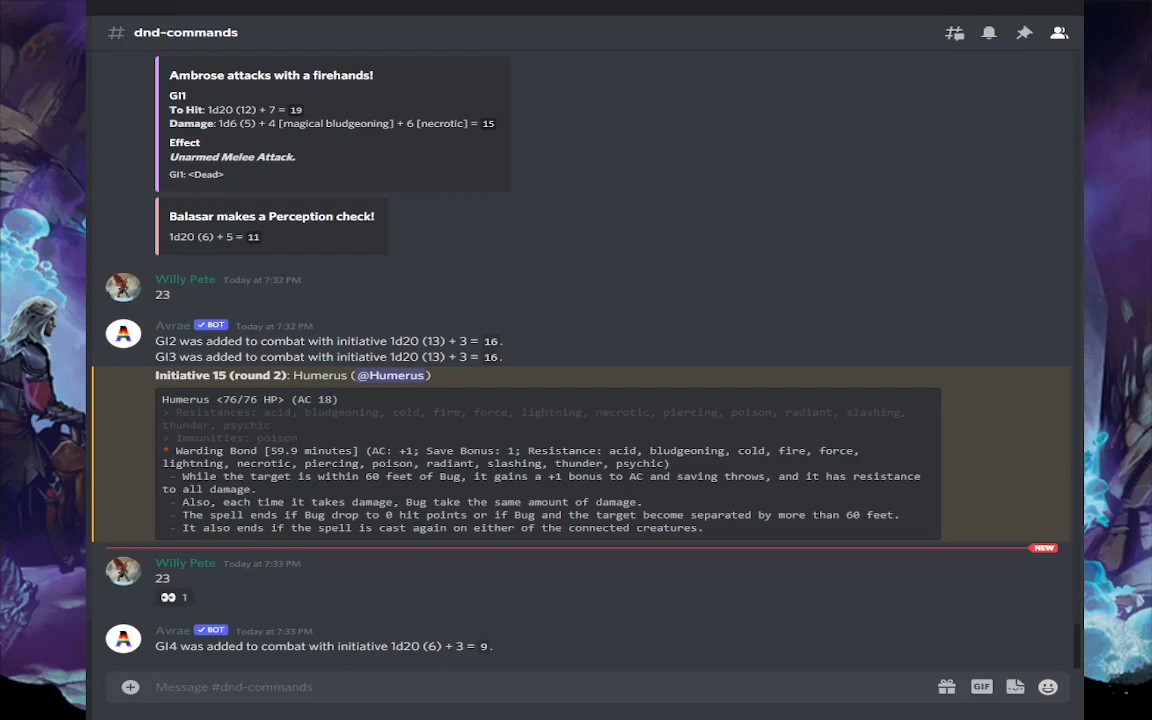 dnd-commands
Ambrose attacks with a firehands!
GI1
To Hit: 1d20 (12) + 7 = 19
Damage: 1d6 (5) + 4 [magical bludgeoning] + 6 [necrotic] = 15
Effect
Unarmed Melee Attack.
GI1: <Dead>
Balasar makes a Perception check!
1d20 (6) + 5 = 11
Willy Pete Today at 7:32 PM
23
Avrae ✓ BOT Today at 7:32 PM
GI2 was added to combat with initiative 1d20 (13) + 3 = 16.
GI3 was added to combat with initiative 1d20 (13) + 3 = 16.
Initiative 15 (round 2): Humerus (@Humerus)
Humerus <76/76 HP> (AC 18)
> Resistances: acid, bludgeoning, cold, fire, force, lightning, necrotic, piercing, poison, radiant, slashing,
thunder, psychic
> Immunities: poison
* Warding Bond [59.9 minutes] (AC: +1; Save Bonus: 1; Resistance: acid, bludgeoning, cold, fire, force,
lightning, necrotic, piercing, poison, radiant, slashing, thunder, psychic)
- While the target is within 60 feet of Bug, it gains a +1 bonus to AC and saving throws, and it has resistance
to all damage.
- Also, each time it takes damage, Bug take the same amount of damage.
- The spell ends if Bug drop to 0 hit points or if Bug and the target become separated by more than 60 feet.
- It also ends if the spell is cast again on either of the connected creatures.
NEW
Willy Pete Today at 7:33 PM
23
👀 1
Avrae ✓ BOT Today at 7:33 PM
GI4 was added to combat with initiative 1d20 (6) + 3 = 9.
Message #dnd-commands
GIF